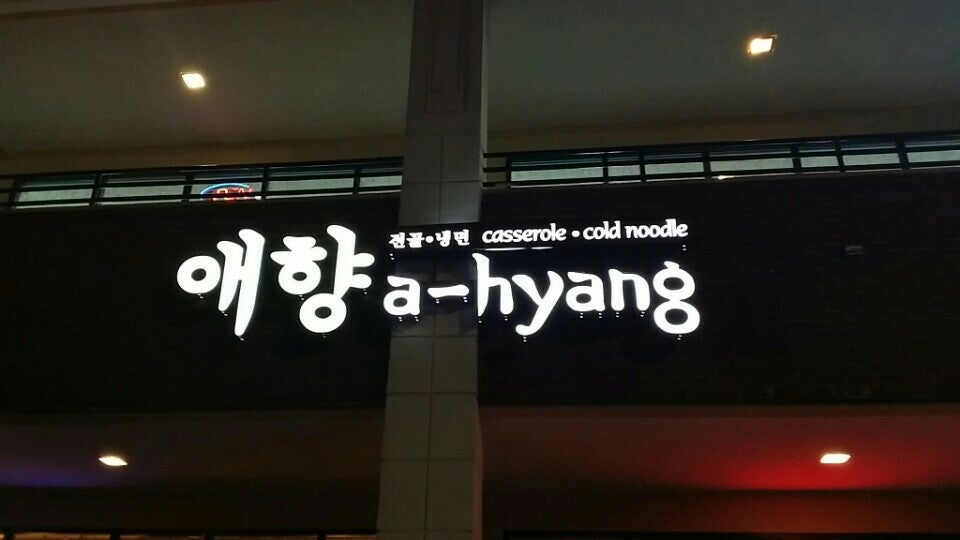 전골•냉면 casserole • cold noodle
애향 a-hyang